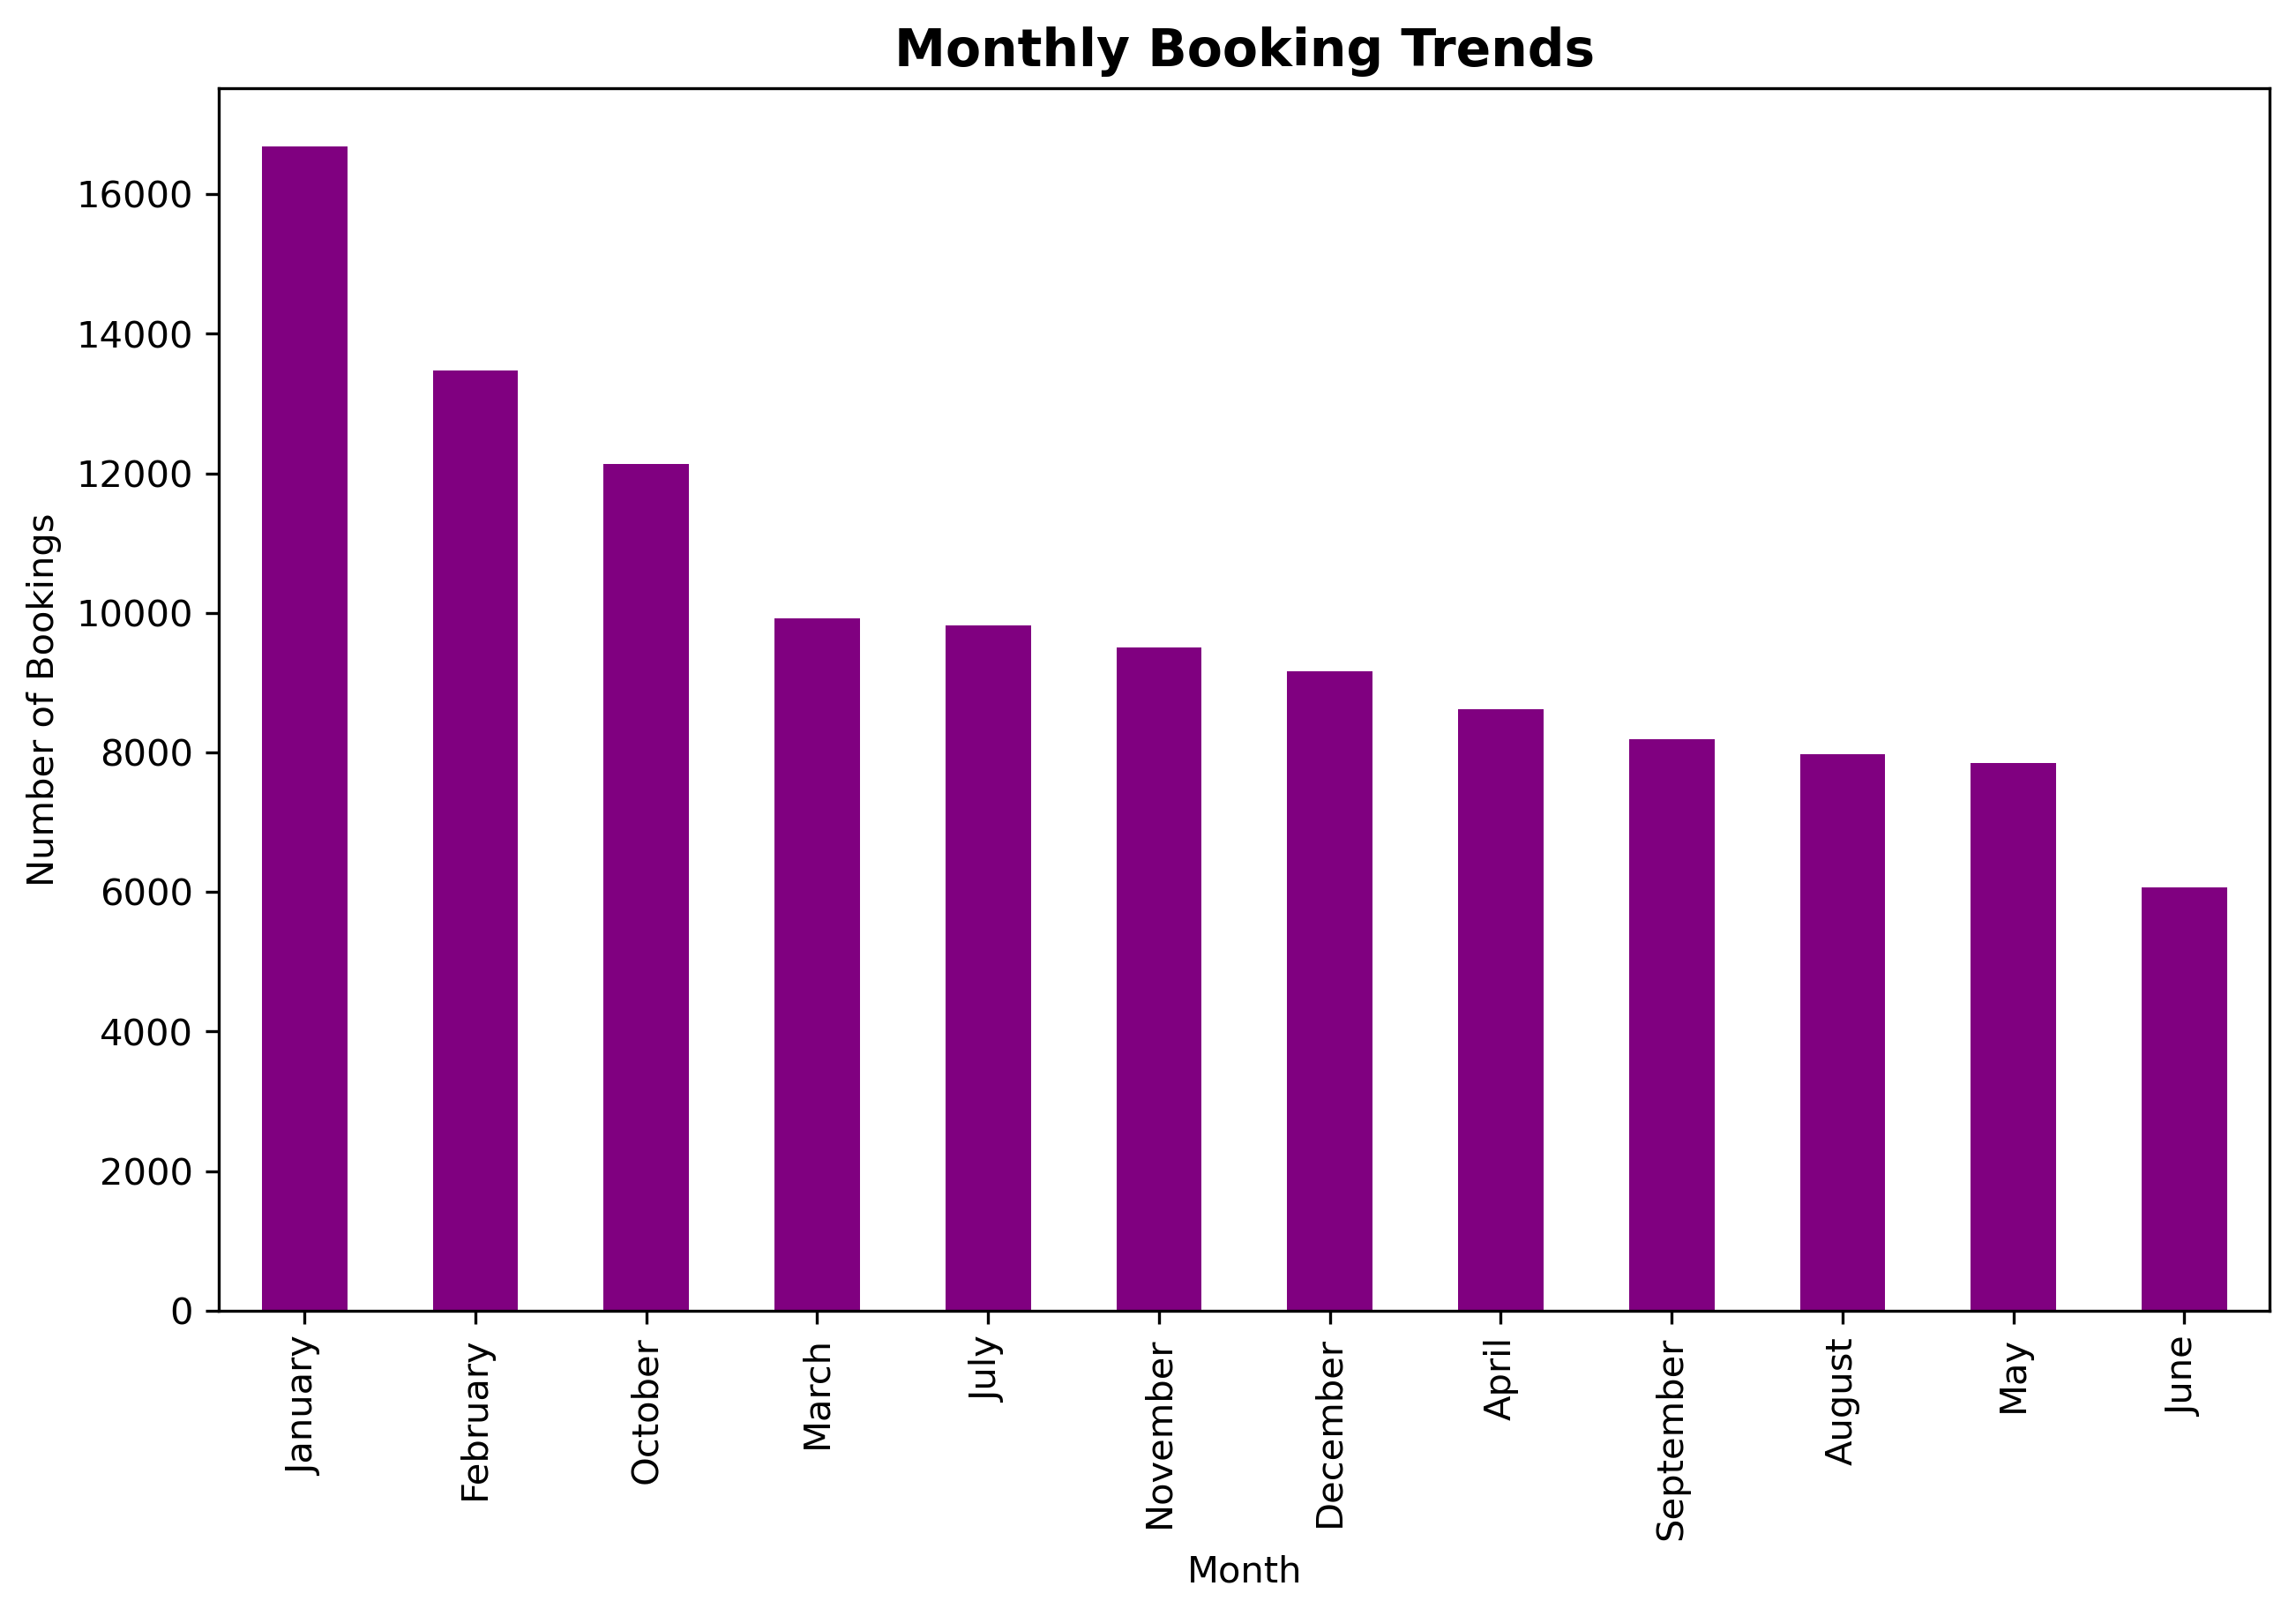 Monthly Booking Trends
Number of Bookings
16000
14000
12000
10000
8000
6000
4000
2000
0
January
February
October
March
July
November
December
April
September
August
May
June
Month